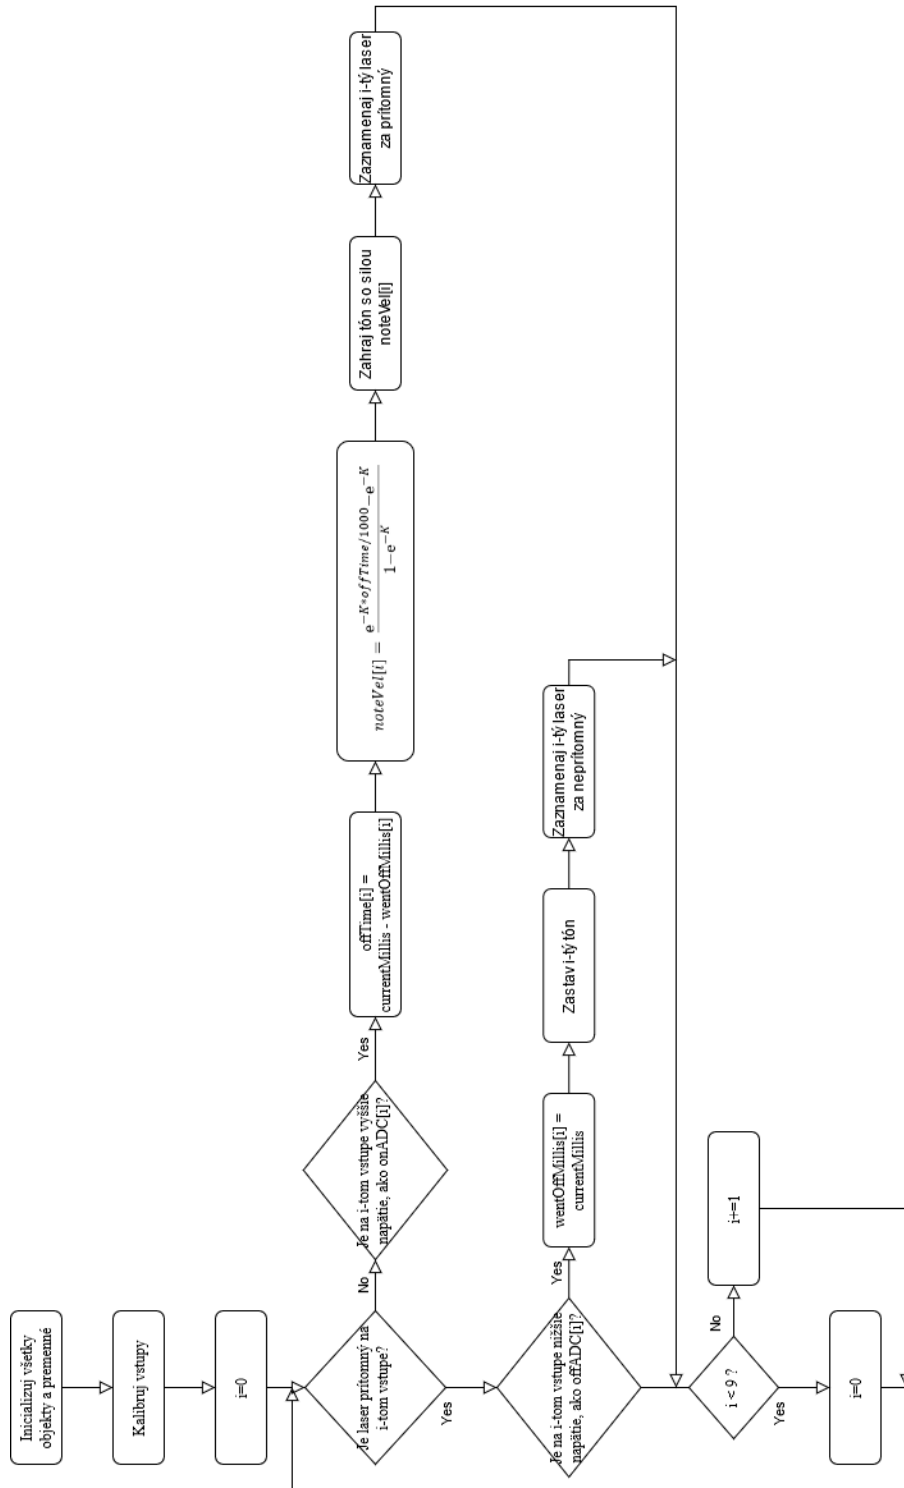 Inicializuj všetky
objekty a premenné
Kalibruj vstupy
i=0
Je laser prítomný na
i-tom vstupe?
No
Je na i-tom vstupe vyššie
napätie, ako onADC[i]?
Yes
offTime[i] =
currentMillis - wentOffMillis[i]
noteVel[i] = e^{-K*offTime/1000} - e^{-K}
1 - e^{-K}
Zahraj tón so silou
noteVel[i]
Zaznamenaj i-tý laser
za prítomný
Yes
Je na i-tom vstupe nižšie
napätie, ako offADC[i]?
Yes
wentOffMillis[i] =
currentMillis
Zastav i-tý tón
Zaznamenaj i-tý laser
za neprítomný
i < 9 ?
No
i+=1
Yes
i=0